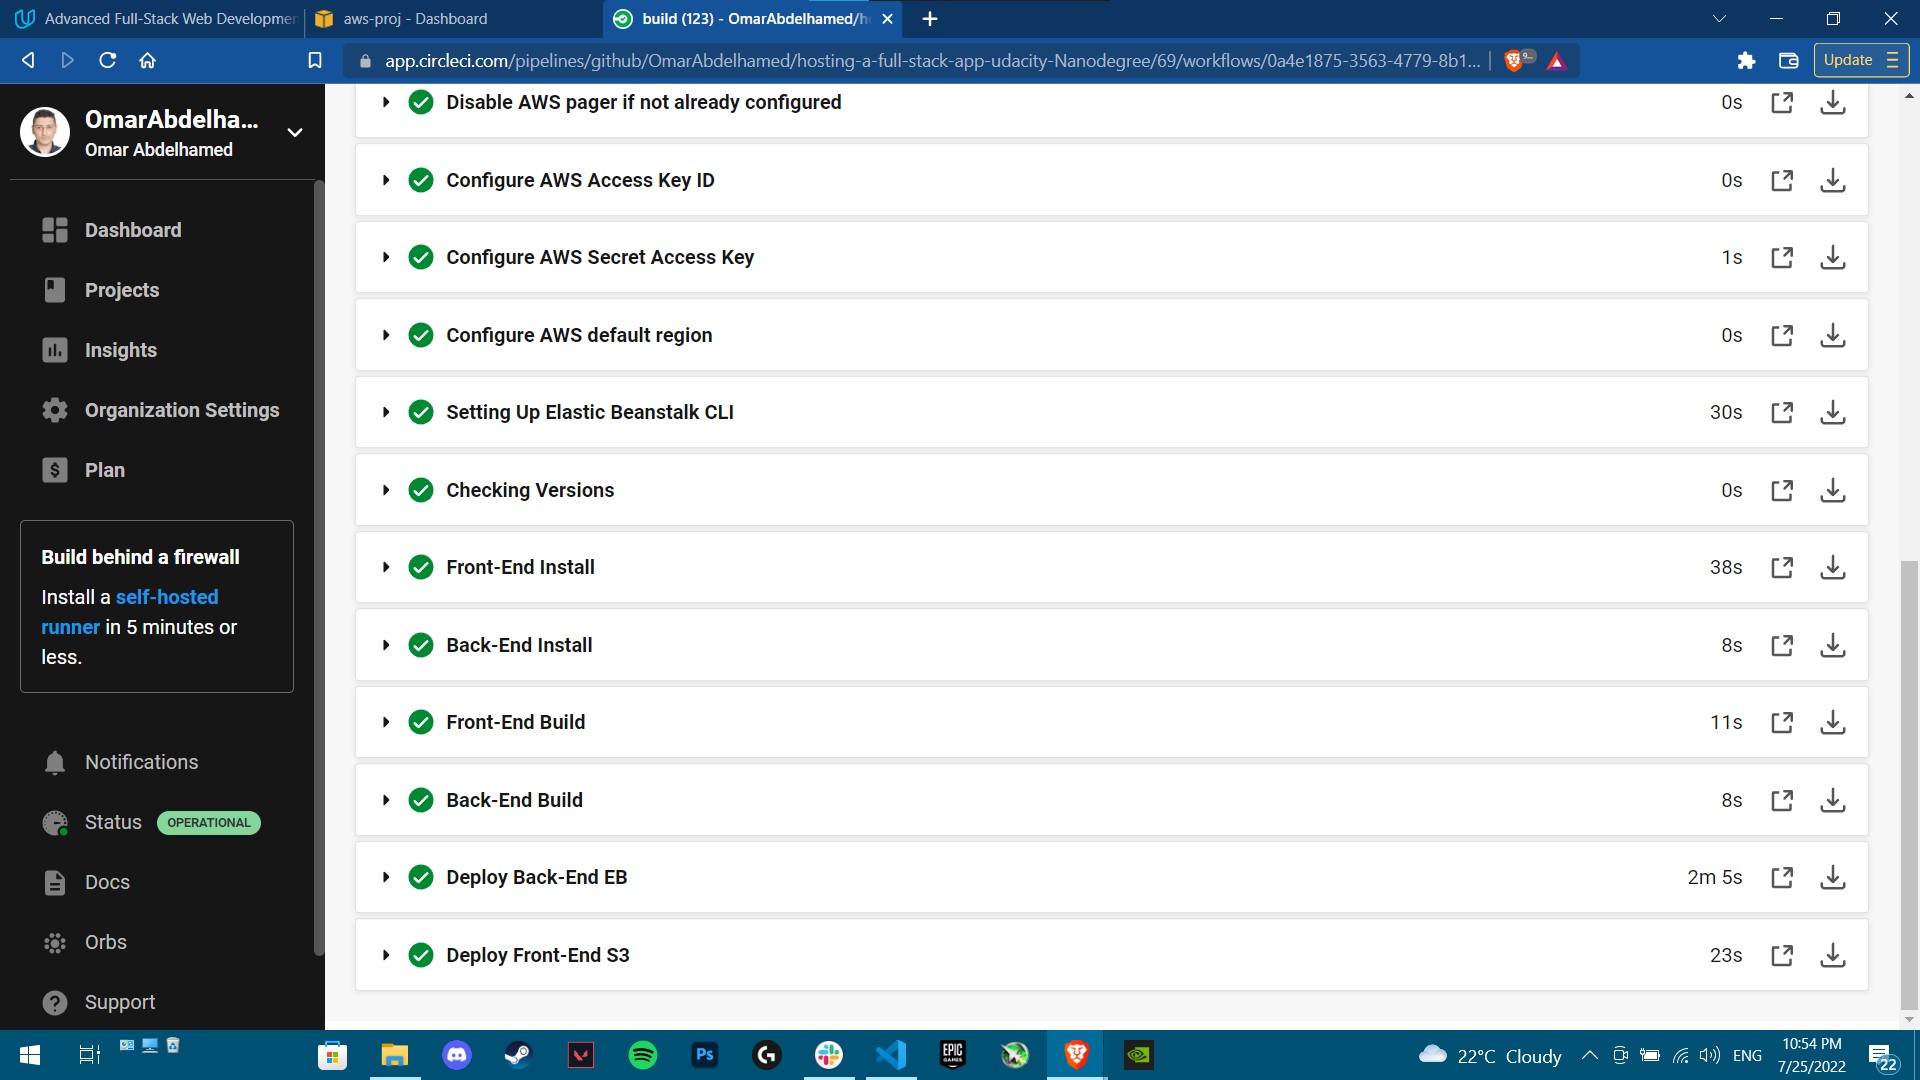 Advanced Full-Stack Web Developmen
aws-proj - Dashboard
build (123) - OmarAbdelhamed/h
app.circleci.com/pipelines/github/OmarAbdelhamed/hosting-a-full-stack-app-udacity-Nanodegree/69/workflows/0a4e1875-3563-4779-8b1...
Update
OmarAbdelha...
Omar Abdelhamed
Dashboard
Projects
Insights
Organization Settings
Plan
Build behind a firewall
Install a self-hosted
runner in 5 minutes or
less.
Notifications
Status OPERATIONAL
Docs
Orbs
Support
Disable AWS pager if not already configured 0s
Configure AWS Access Key ID 0s
Configure AWS Secret Access Key 1s
Configure AWS default region 0s
Setting Up Elastic Beanstalk CLI 30s
Checking Versions 0s
Front-End Install 38s
Back-End Install 8s
Front-End Build 11s
Back-End Build 8s
Deploy Back-End EB 2m 5s
Deploy Front-End S3 23s
Ps
EPIC
GAMES
22°C Cloudy
ENG
10:54 PM
7/25/2022
22